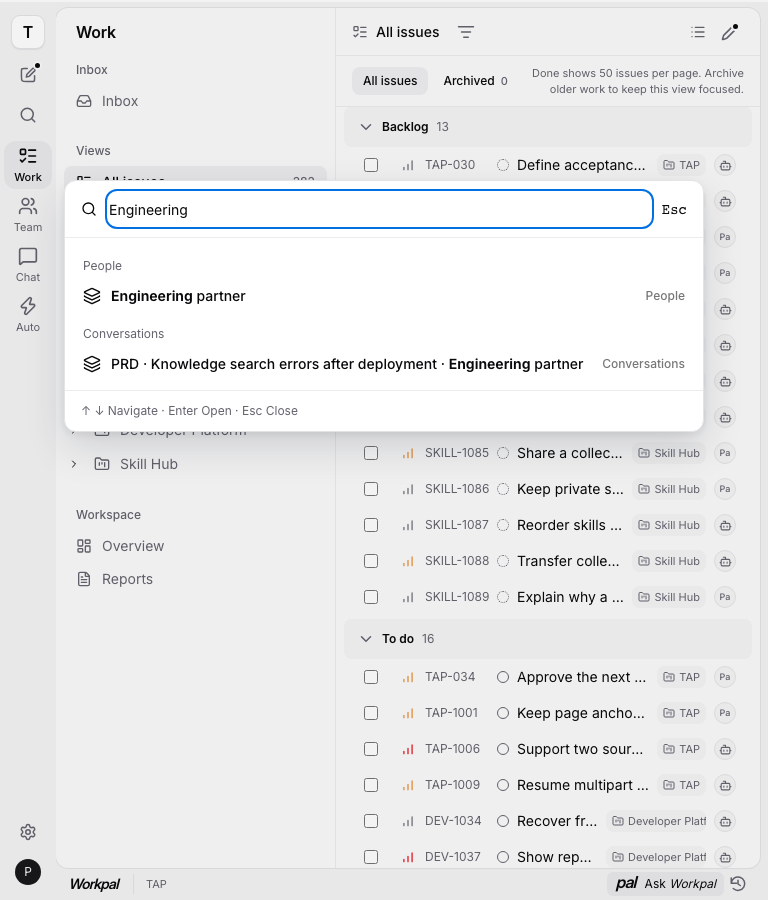 T
Work
Team
Chat
Auto
P
Work
Inbox
Inbox
Views
All issues
Engineering
Esc
People
Engineering partner
People
Conversations
PRD · Knowledge search errors after deployment · Engineering partner
Conversations
↑ ↓ Navigate · Enter Open · Esc Close
Developer Platform
Skill Hub
Workspace
Overview
Reports
All issues
All issues
Archived 0
Done shows 50 issues per page. Archive
older work to keep this view focused.
Backlog 13
TAP-030 Define acceptanc... TAP
Pa
Pa
SKILL-1085 Share a collec... Skill Hub Pa
SKILL-1086 Keep private s... Skill Hub Pa
SKILL-1087 Reorder skills ... Skill Hub
SKILL-1088 Transfer colle... Skill Hub
SKILL-1089 Explain why a ... Skill Hub Pa
To do 16
TAP-034 Approve the next ... TAP Pa
TAP-1001 Keep page ancho... TAP Pa
TAP-1006 Support two sour... TAP
TAP-1009 Resume multipart ... TAP
DEV-1034 Recover fr... Developer Platf
DEV-1037 Show rep... Developer Platf
Workpal TAP
pal Ask Workpal